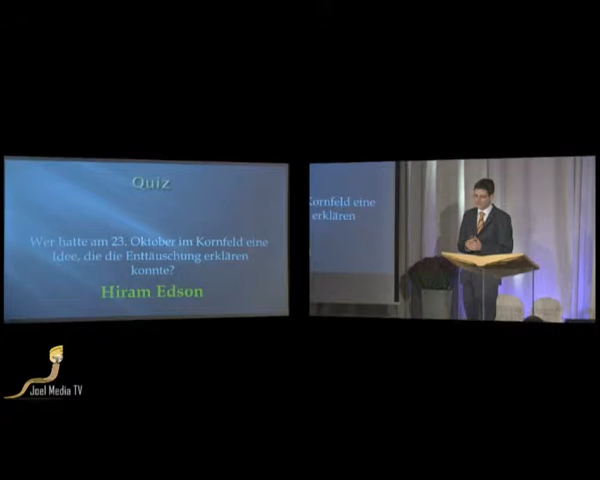 Quiz
Wer hatte am 23. Oktober im Kornfeld eine
Idee, die die Enttäuschung erklären
konnte?
Hiram Edson
Kornfeld eine
erklären
Joel Media TV